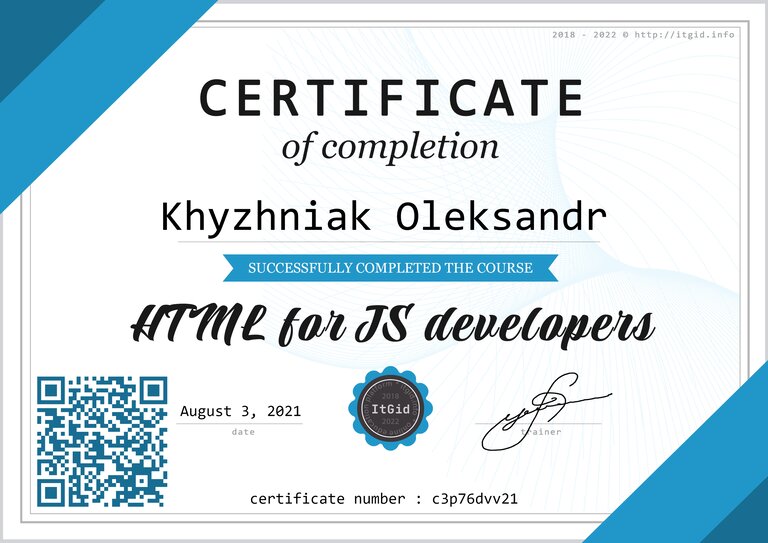 2018 - 2022 © http://itgid.info
CERTIFICATE
of completion
Khyzhniak Oleksandr
SUCCESSFULLY COMPLETED THE COURSE
HTML for JS developers
August 3, 2021
date
2018
ItGid
2022
trainer
certificate number : c3p76dvv21